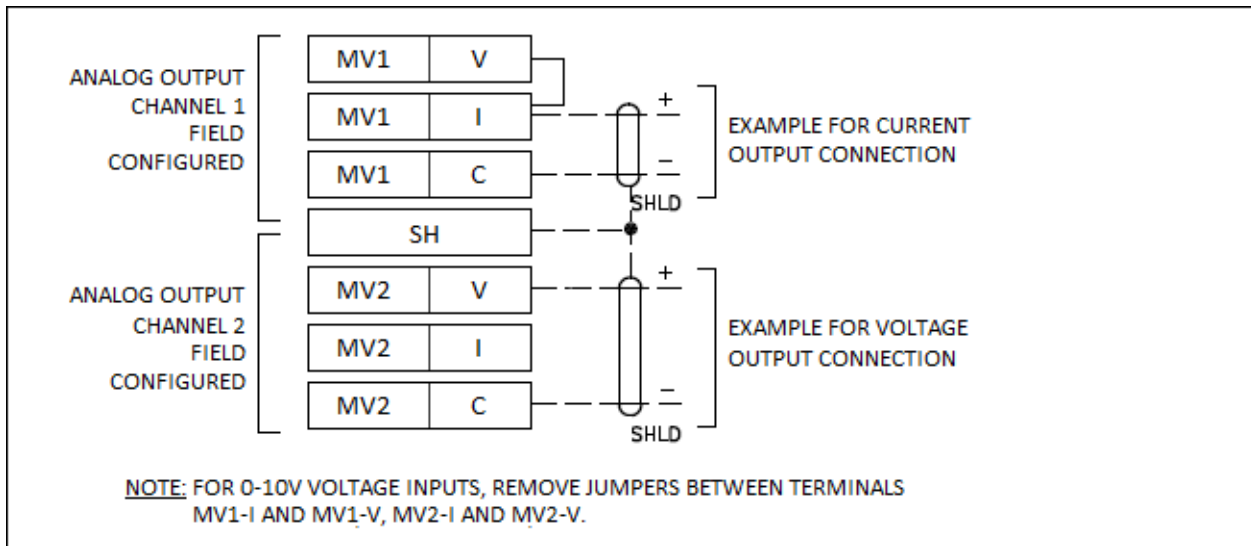 ANALOG OUTPUT
CHANNEL 1
FIELD
CONFIGURED
MV1 V
MV1 I
MV1 C
SH
+
−
SHLD
EXAMPLE FOR CURRENT
OUTPUT CONNECTION
ANALOG OUTPUT
CHANNEL 2
FIELD
CONFIGURED
MV2 V
MV2 I
MV2 C
+
−
SHLD
EXAMPLE FOR VOLTAGE
OUTPUT CONNECTION
NOTE: FOR 0-10V VOLTAGE INPUTS, REMOVE JUMPERS BETWEEN TERMINALS
MV1-I AND MV1-V, MV2-I AND MV2-V.